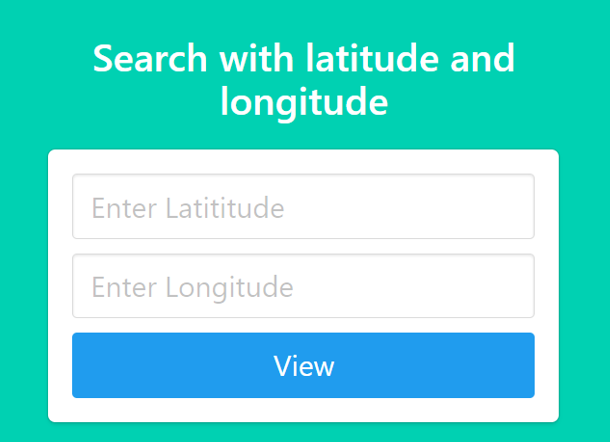 Search with latitude and
longitude
Enter Latititude
Enter Longitude
View